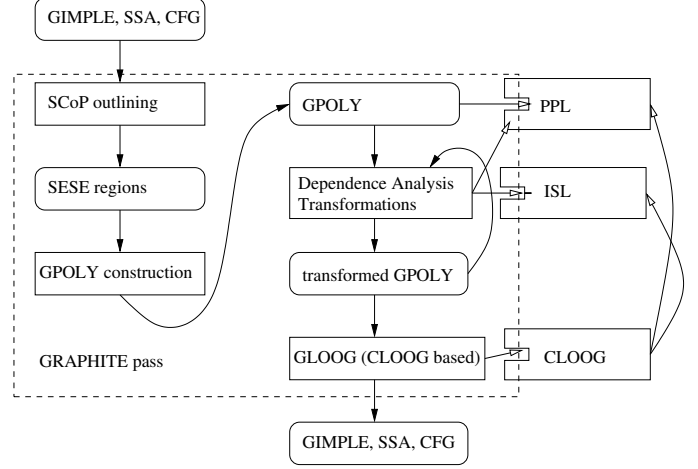 GIMPLE, SSA, CFG
SCoP outlining
SESE regions
GPOLY construction
GRAPHITE pass
GPOLY
Dependence Analysis
Transformations
transformed GPOLY
GLOOG (CLOOG based)
GIMPLE, SSA, CFG
PPL
ISL
CLOOG